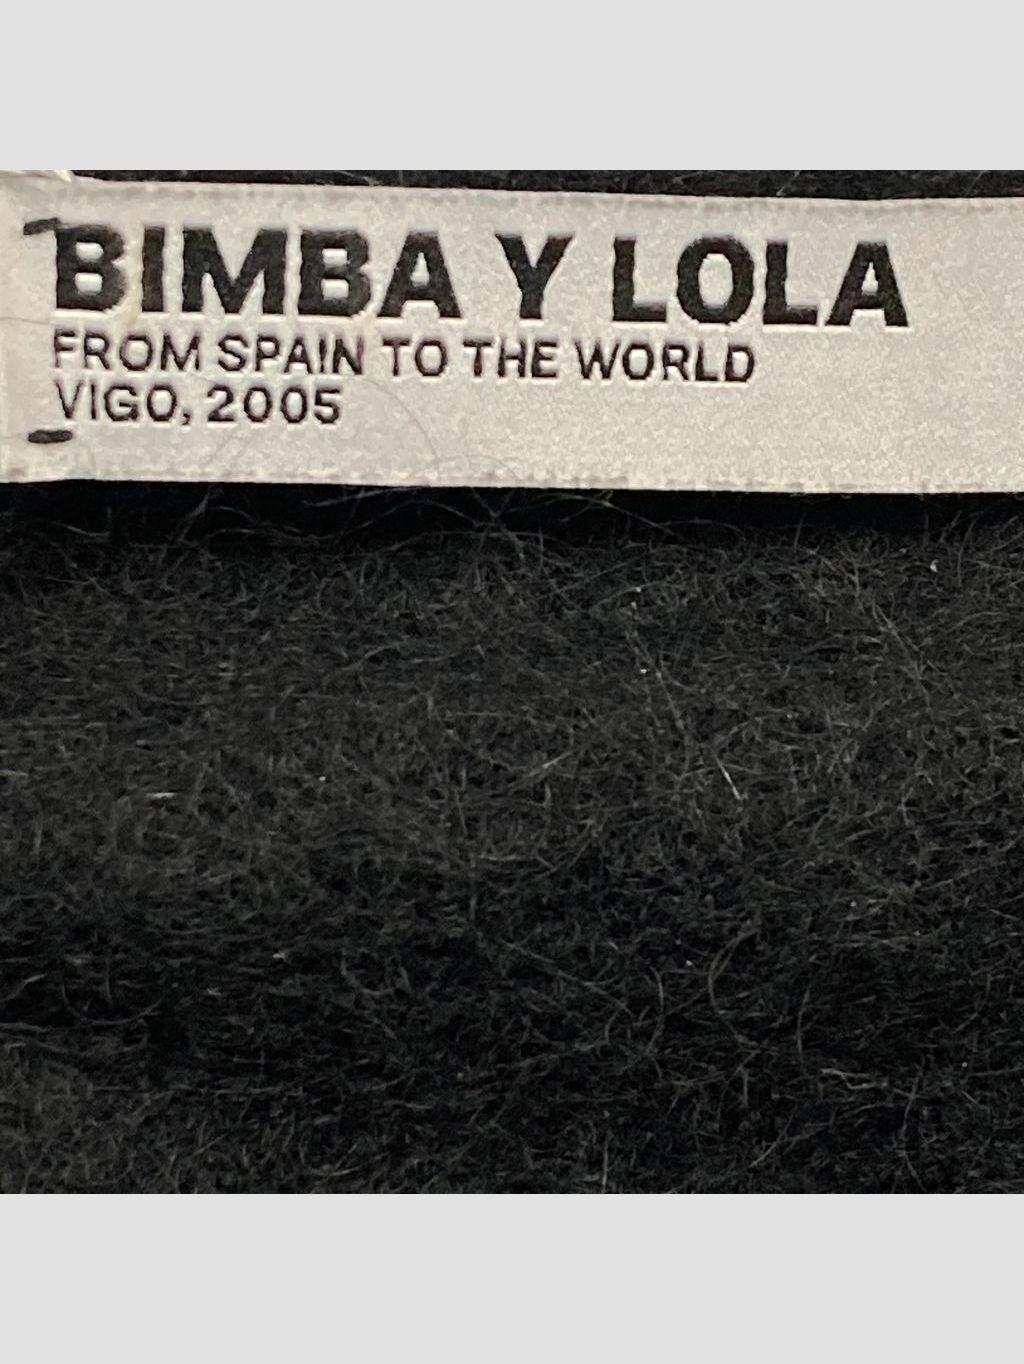 BIMBA Y LOLA
FROM SPAIN TO THE WORLD
VIGO, 2005